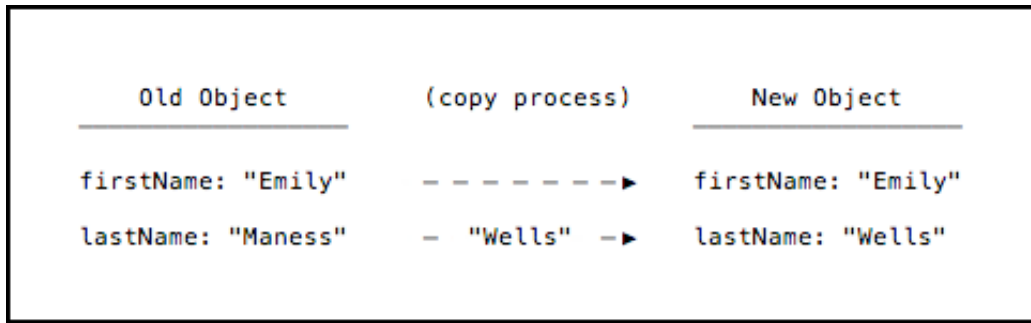 Old Object (copy process) New Object
firstName: "Emily" firstName: "Emily"
lastName: "Maness" "Wells" lastName: "Wells"